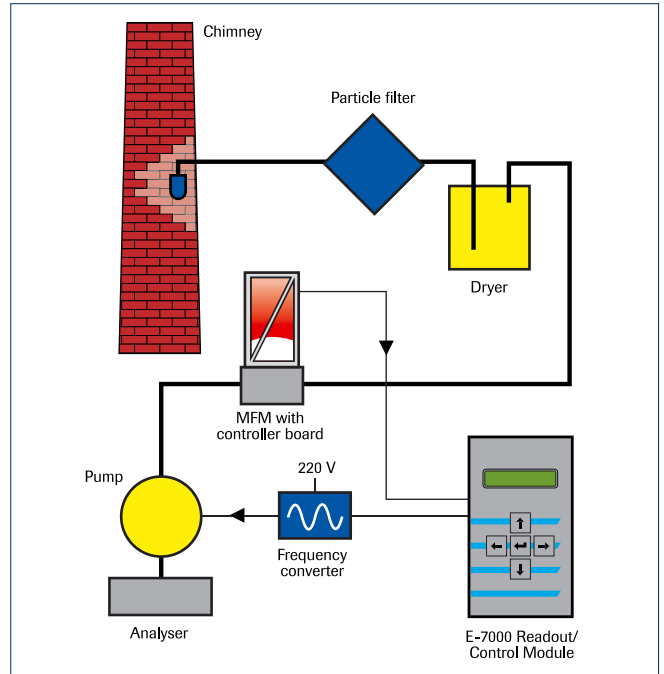 Chimney
Particle filter
Dryer
MFM with
controller board
Pump
220 V
Frequency
converter
Analyser
E-7000 Readout/
Control Module